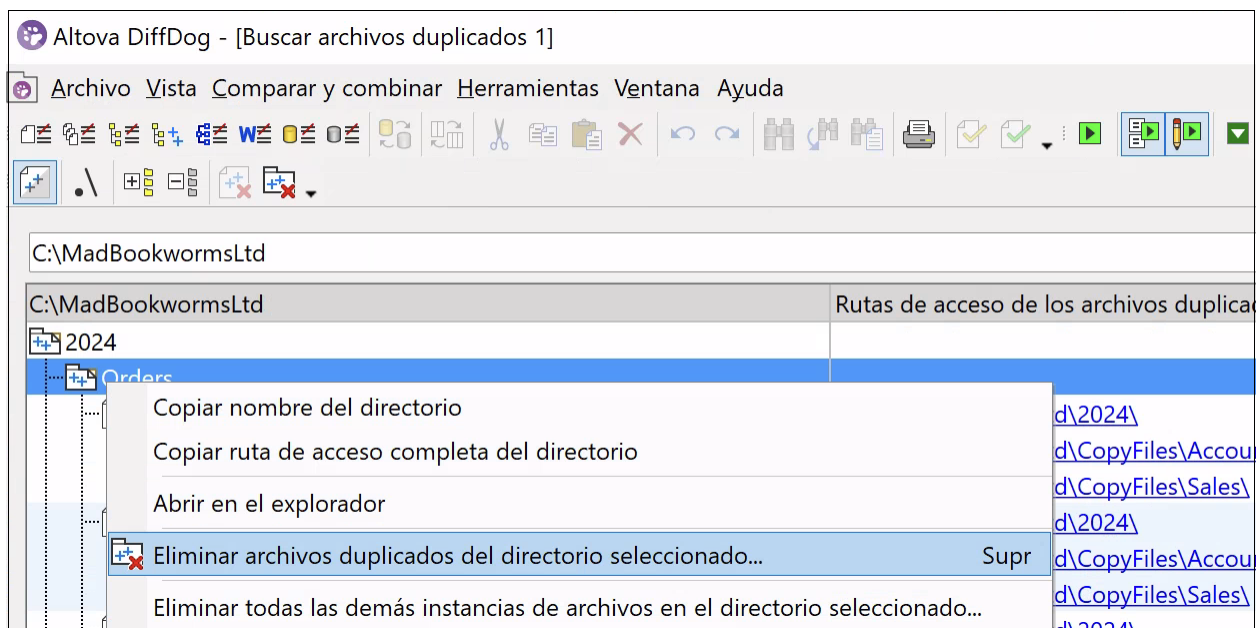 Altova DiffDog - [Buscar archivos duplicados 1]
Archivo Vista Comparar y combinar Herramientas Ventana Ayuda
C:\MadBookwormsLtd
C:\MadBookwormsLtd Rutas de acceso de los archivos
2024
Orders
Copiar nombre del directorio
d\2024\
Copiar ruta de acceso completa del directorio
d\CopyFiles\
d\CopyFiles\Sales\
Abrir en el explorador
d\2024\
Eliminar archivos duplicados del directorio seleccionado... Supr
d\CopyFiles\
d\CopyFiles\Sales\
Eliminar todas las demás instancias de archivos en el directorio seleccionado...